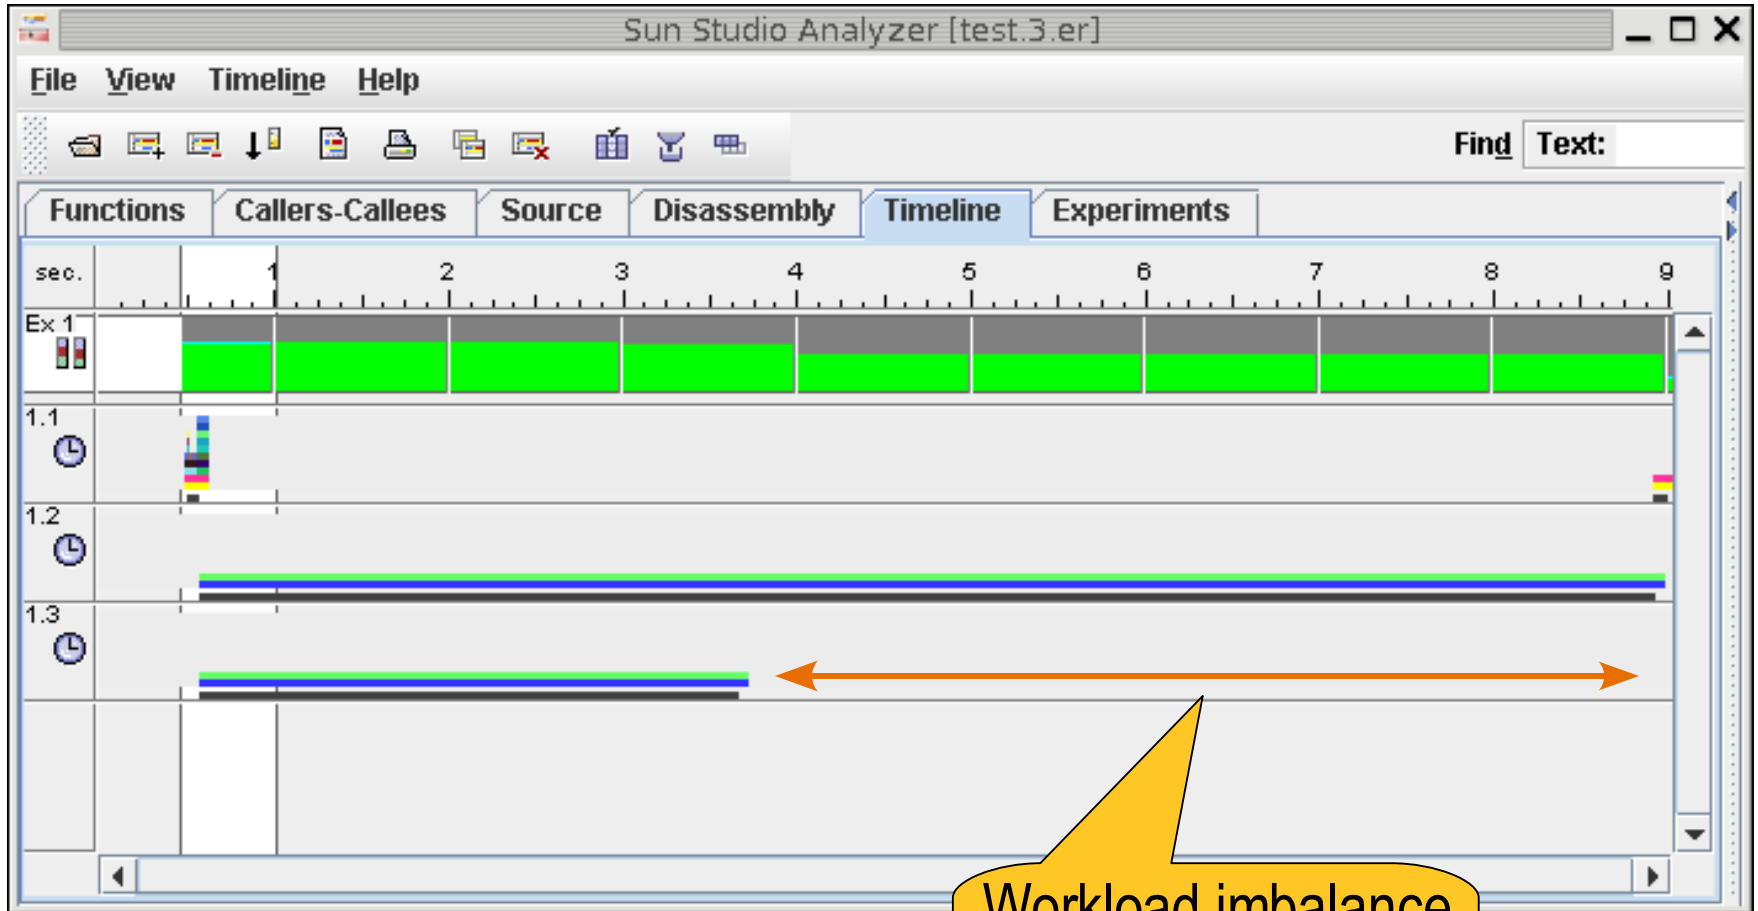 Sun Studio Analyzer [test.3.er]
File View Timeline Help
Find Text:
Functions Callers-Callees Source Disassembly Timeline Experiments
sec. 1 2 3 4 5 6 7 8 9
Ex 1
1.1
1.2
1.3
Workload imbalance